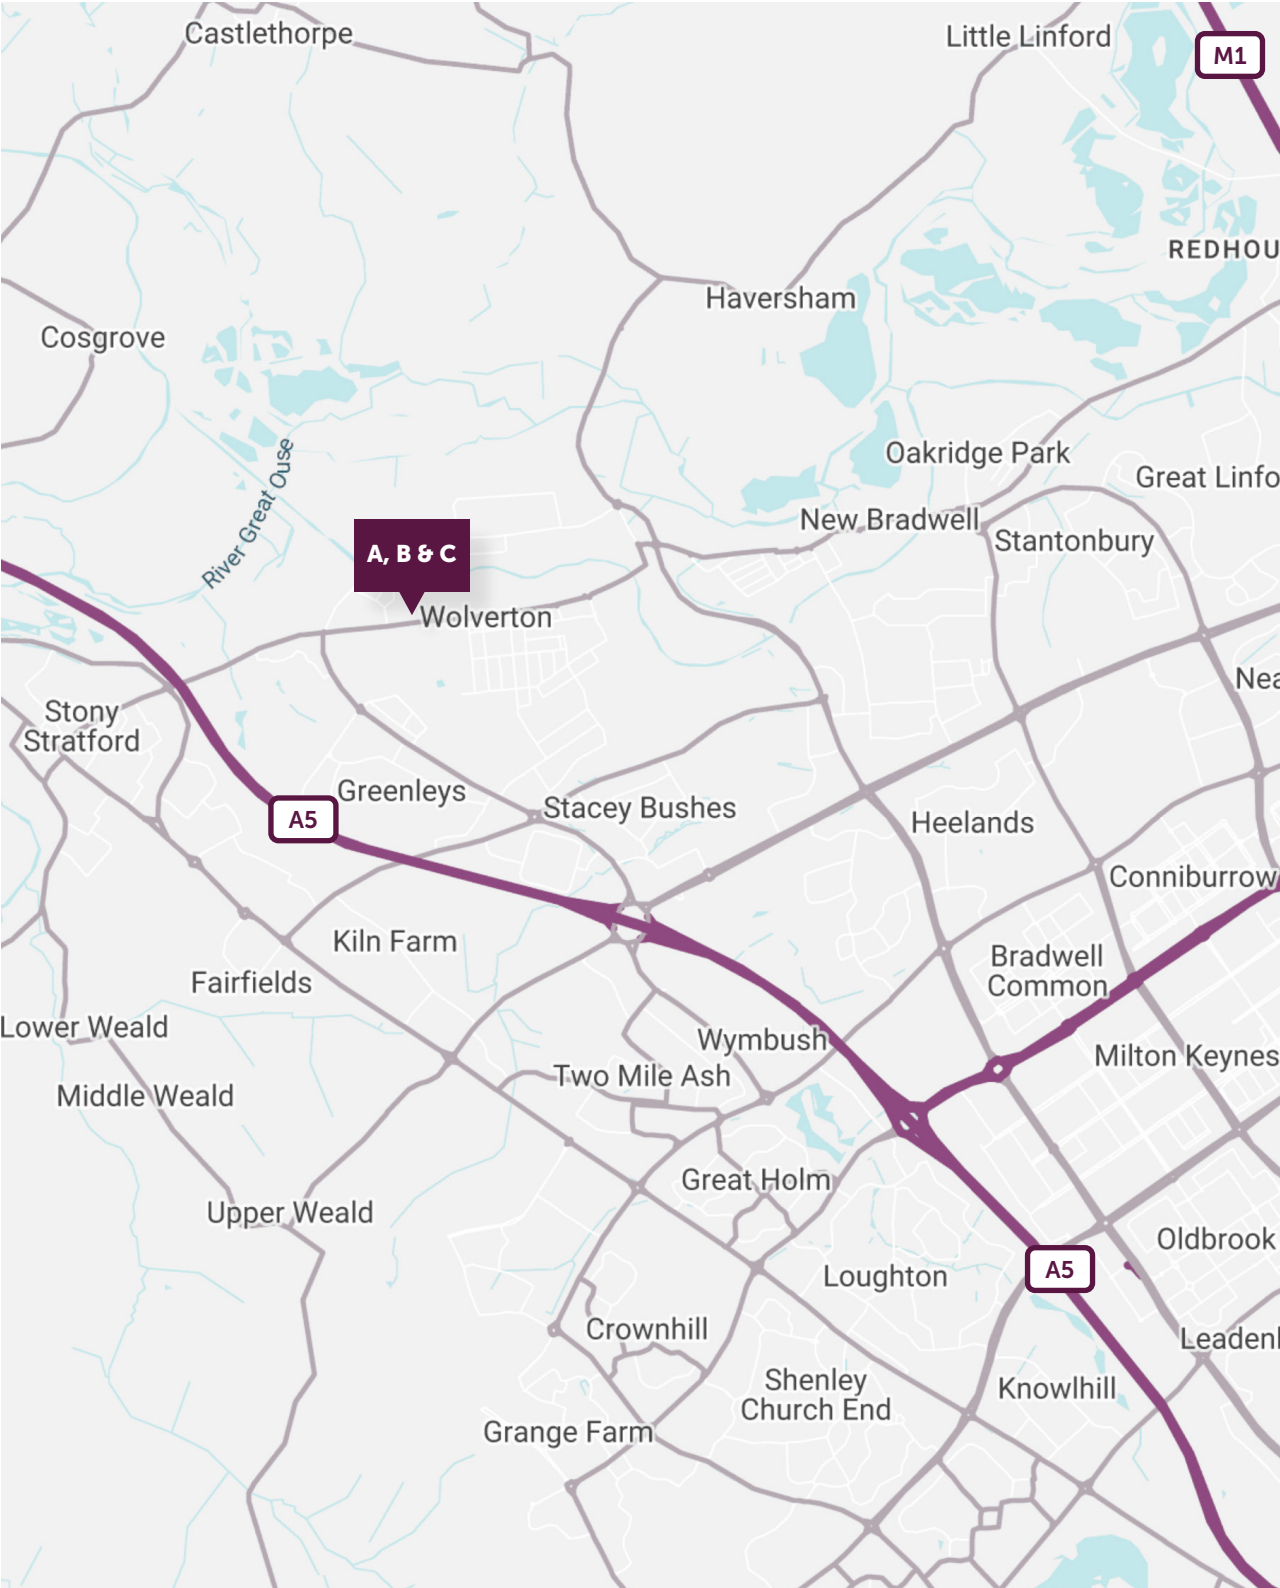 Castlethorpe
Little Linford
M1
REDHOU
Haversham
Cosgrove
River Great Ouse
Oakridge Park
Great Linfo
New Bradwell
Stantonbury
A, B & C
Wolverton
Nea
Stony
Stratford
Greenleys
Stacey Bushes
A5
Heelands
Conniburrow
Kiln Farm
Bradwell
Common
Fairfields
Lower Weald
Wymbush
Milton Keynes
Two Mile Ash
Middle Weald
Great Holm
Upper Weald
Oldbrook
A5
Loughton
Crownhill
Leadenl
Shenley
Church End
Knowlhill
Grange Farm